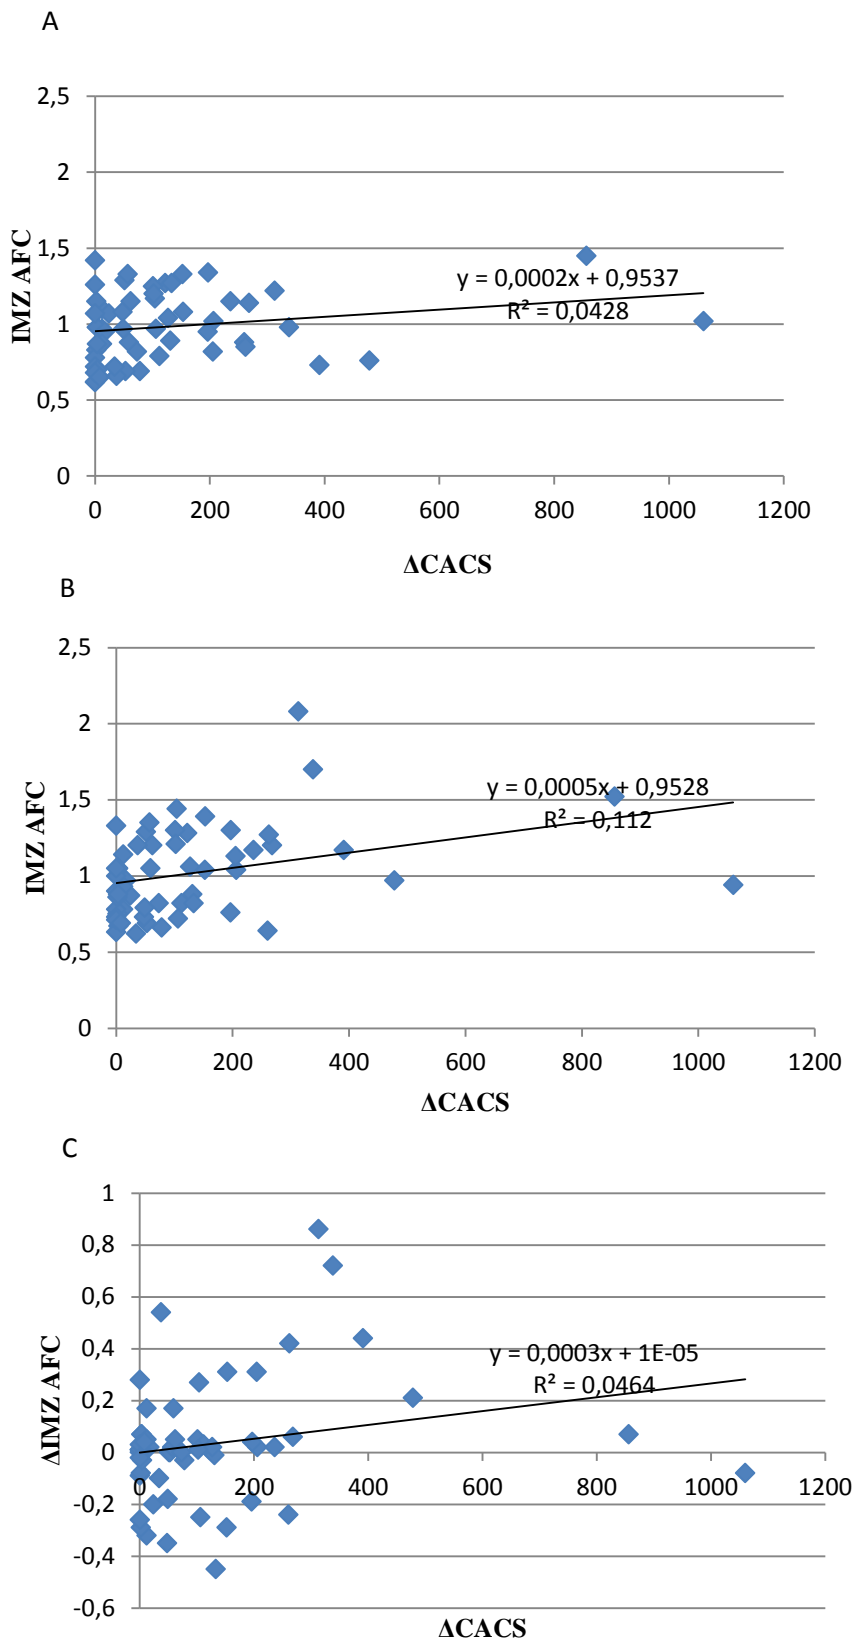 A
2,5
2
1,5
1
0,5
0
IMZ AFC
y = 0,0002x + 0,9537
R² = 0,0428
0 200 400 600 800 1000 1200
ΔCACS
B
2,5
2
1,5
1
0,5
0
IMZ AFC
y = 0,0005x + 0,9528
R² = 0,112
0 200 400 600 800 1000 1200
ΔCACS
C
1
0,8
0,6
0,4
0,2
0
-0,2
-0,4
-0,6
ΔIMZ AFC
y = 0,0003x + 1E-05
R² = 0,0464
0 200 400 600 800 1000 1200
ΔCACS